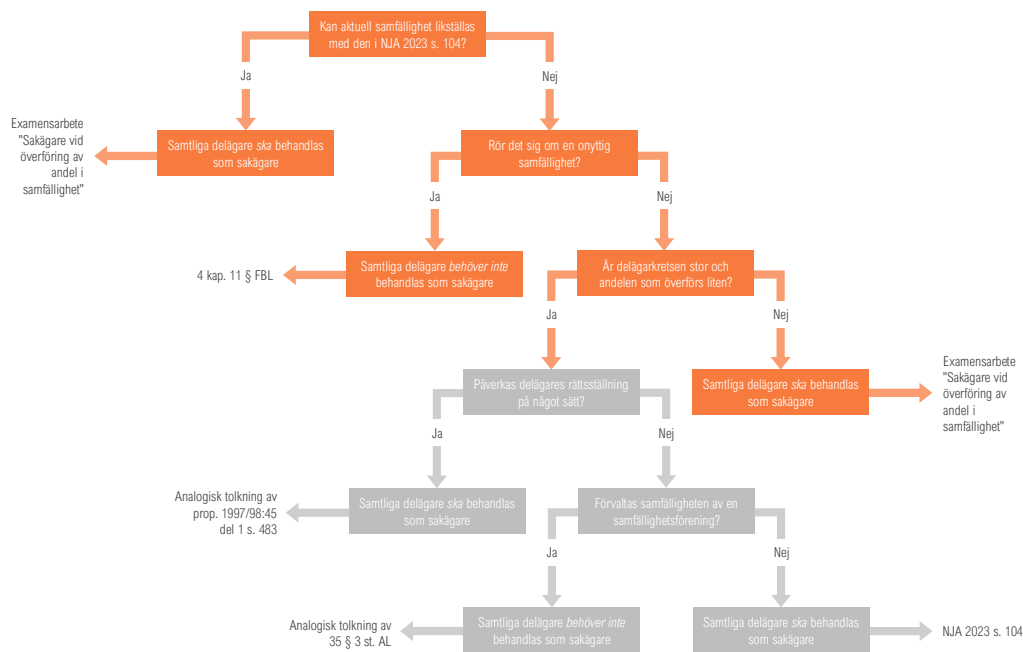 Kan aktuell samfällighet likställas
med den i NJA 2023 s. 104?
Ja
Nej
Examensarbete
"Sakägare vid
överföring av
andel i
samfällighet"
Samtliga delägare ska behandlas
som sakägare
Rör det sig om en onyttig
samfällighet?
Ja
Nej
4 kap. 11 § FBL
Samtliga delägare behöver inte
behandlas som sakägare
Är delägarkretsen stor och
andelen som överförs liten?
Ja
Nej
Påverkas delägares rättsställning
på något sätt?
Samtliga delägare ska behandlas
som sakägare
Examensarbete
"Sakägare vid
överföring av
andel i
samfällighet"
Ja
Nej
Analogisk tolkning av
prop. 1997/98:45
del 1 s. 483
Samtliga delägare ska behandlas
som sakägare
Förvaltas samfälligheten av en
samfällighetsförening?
Ja
Nej
Analogisk tolkning av
35 § 3 st. AL
Samtliga delägare behöver inte
behandlas som sakägare
Samtliga delägare ska behandlas
som sakägare
NJA 2023 s. 104